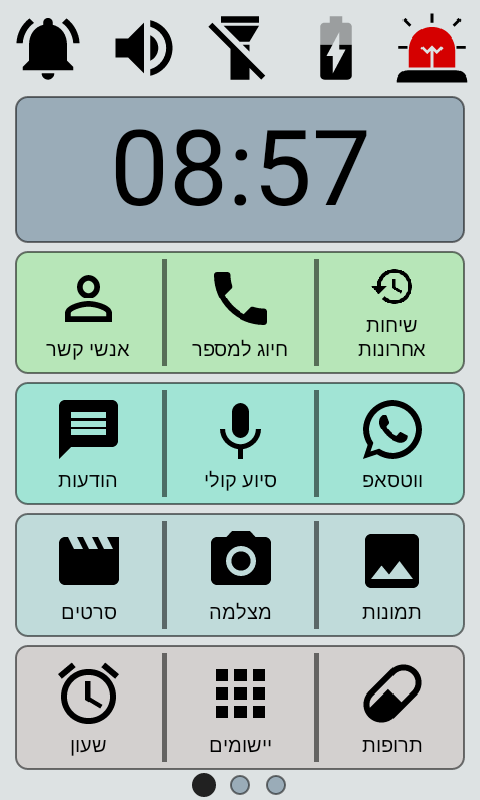 08:57
שיחות
אחרונות
חיוג למספר
אנשי קשר
ווטסאפ
סיוע קולי
הודעות
תמונות
מצלמה
סרטים
תרופות
יישומים
שעון